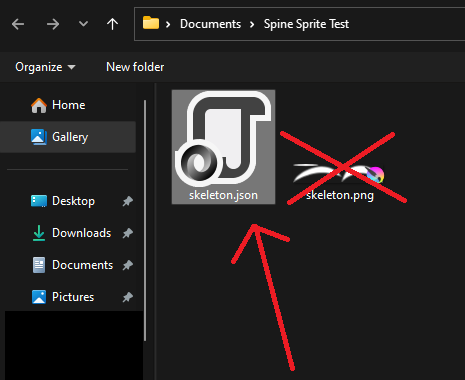 Documents
Spine Sprite Test
Organize
New folder
Home
Gallery
Desktop
Downloads
Documents
Pictures
skeleton.json
skeleton.png